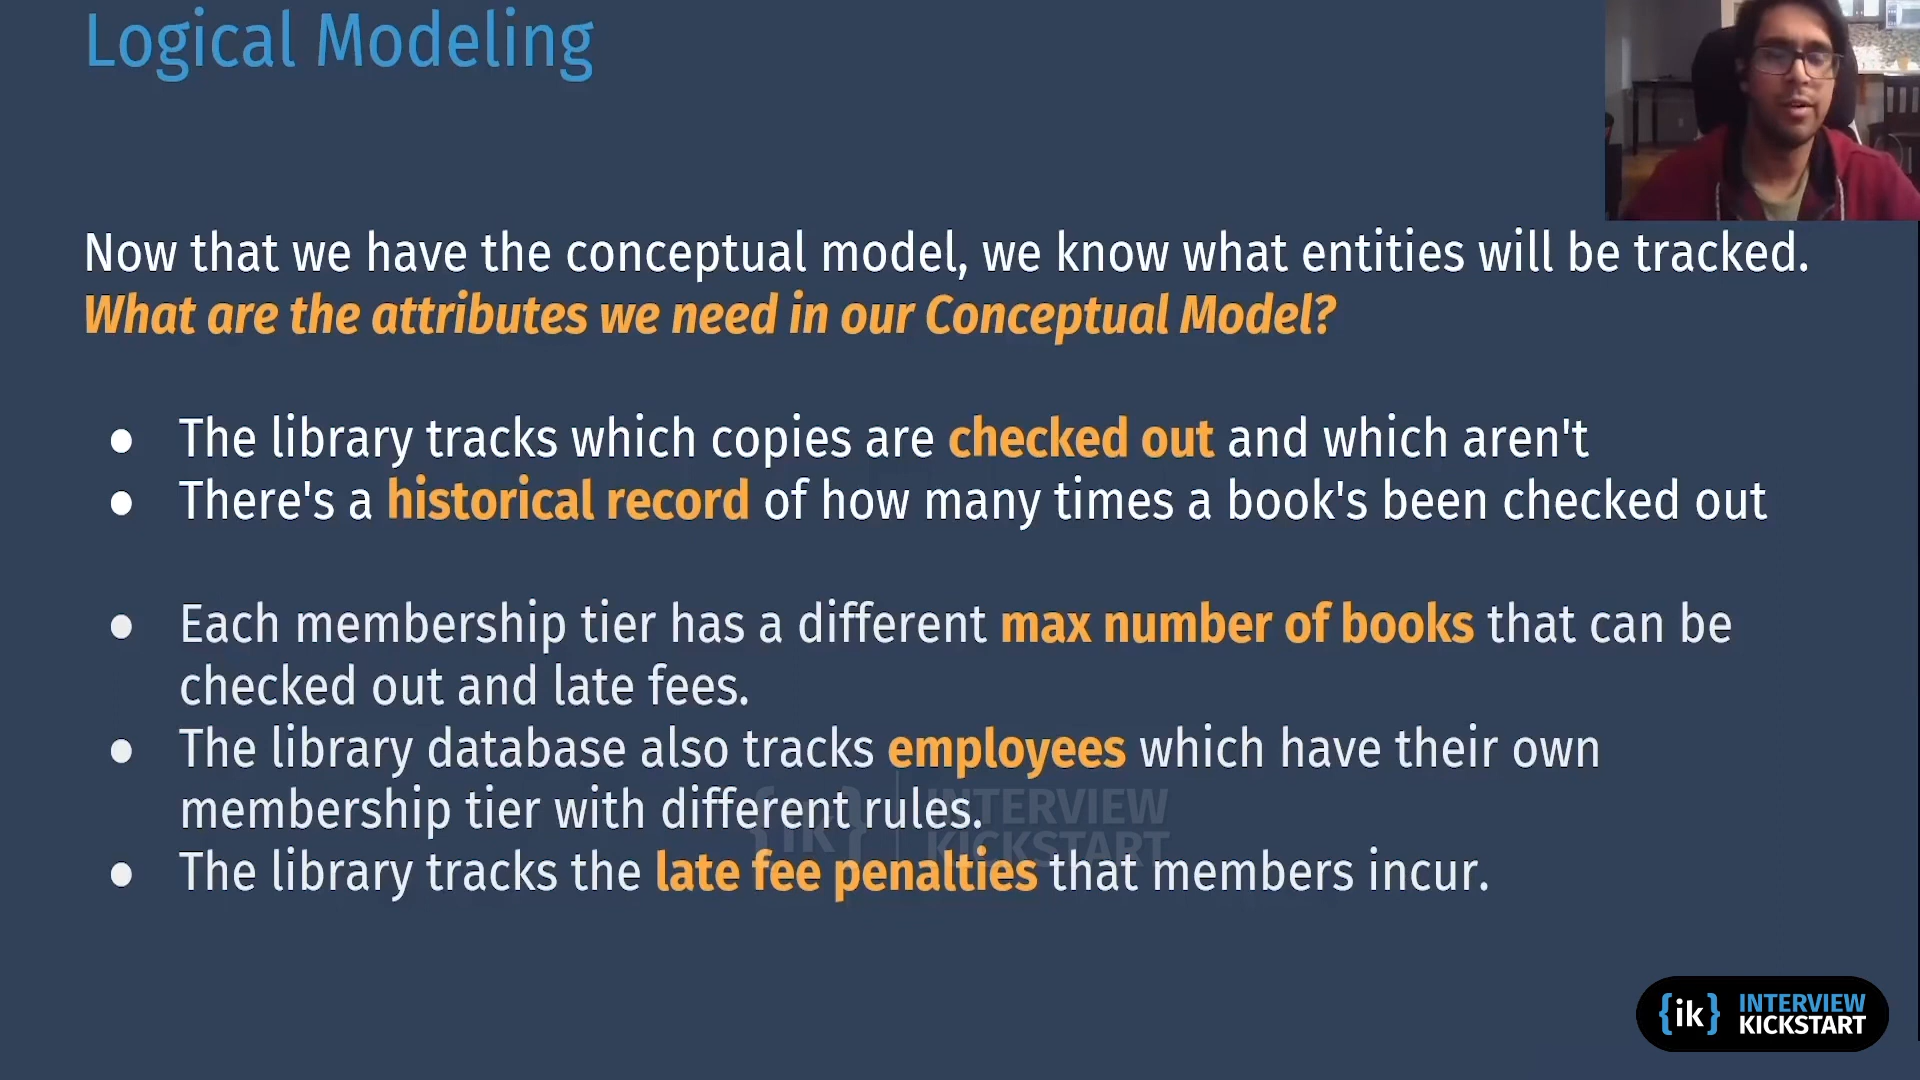 Logical Modeling
Now that we have the conceptual model, we know what entities will be tracked.
What are the attributes we need in our Conceptual Model?
● The library tracks which copies are checked out and which aren't
● There's a historical record of how many times a book's been checked out
● Each membership tier has a different max number of books that can be
checked out and late fees.
● The library database also tracks employees which have their own
membership tier with different rules.
● The library tracks the late fee penalties that members incur.
{ik} INTERVIEW
KICKSTART
{ik} INTERVIEW
KICKSTART